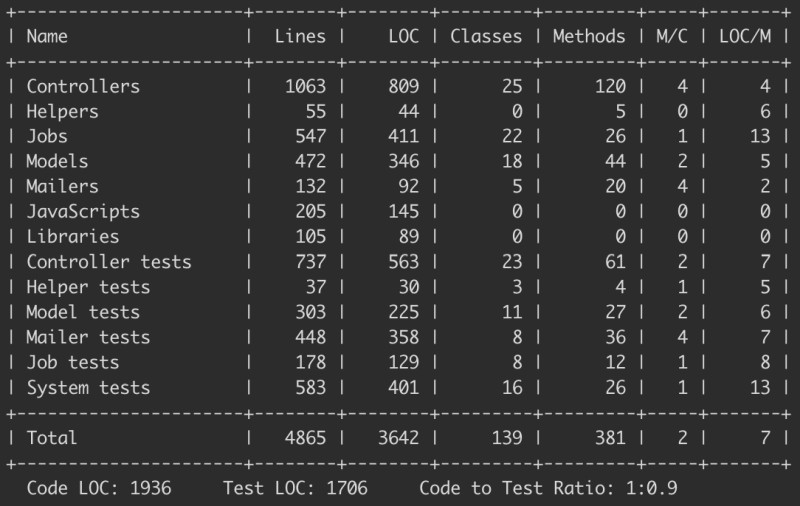 +----------------------+--------+--------+---------+---------+-----+-------+
| Name                 |  Lines |    LOC | Classes | Methods | M/C | LOC/M |
+----------------------+--------+--------+---------+---------+-----+-------+
| Controllers          |   1063 |    809 |      25 |     120 |   4 |     4 |
| Helpers              |     55 |     44 |       0 |       5 |   0 |     6 |
| Jobs                 |    547 |    411 |      22 |      26 |   1 |    13 |
| Models               |    472 |    346 |      18 |      44 |   2 |     5 |
| Mailers              |    132 |     92 |       5 |      20 |   4 |     2 |
| JavaScripts          |    205 |    145 |       0 |       0 |   0 |     0 |
| Libraries            |    105 |     89 |       0 |       0 |   0 |     0 |
| Controller tests     |    737 |    563 |      23 |      61 |   2 |     7 |
| Helper tests         |     37 |     30 |       3 |       4 |   1 |     5 |
| Model tests          |    303 |    225 |      11 |      27 |   2 |     6 |
| Mailer tests         |    448 |    358 |       8 |      36 |   4 |     7 |
| Job tests            |    178 |    129 |       8 |      12 |   1 |     8 |
| System tests         |    583 |    401 |      16 |      26 |   1 |    13 |
+----------------------+--------+--------+---------+---------+-----+-------+
| Total                |   4865 |   3642 |     139 |     381 |   2 |     7 |
+----------------------+--------+--------+---------+---------+-----+-------+
  Code LOC: 1936     Test LOC: 1706     Code to Test Ratio: 1:0.9